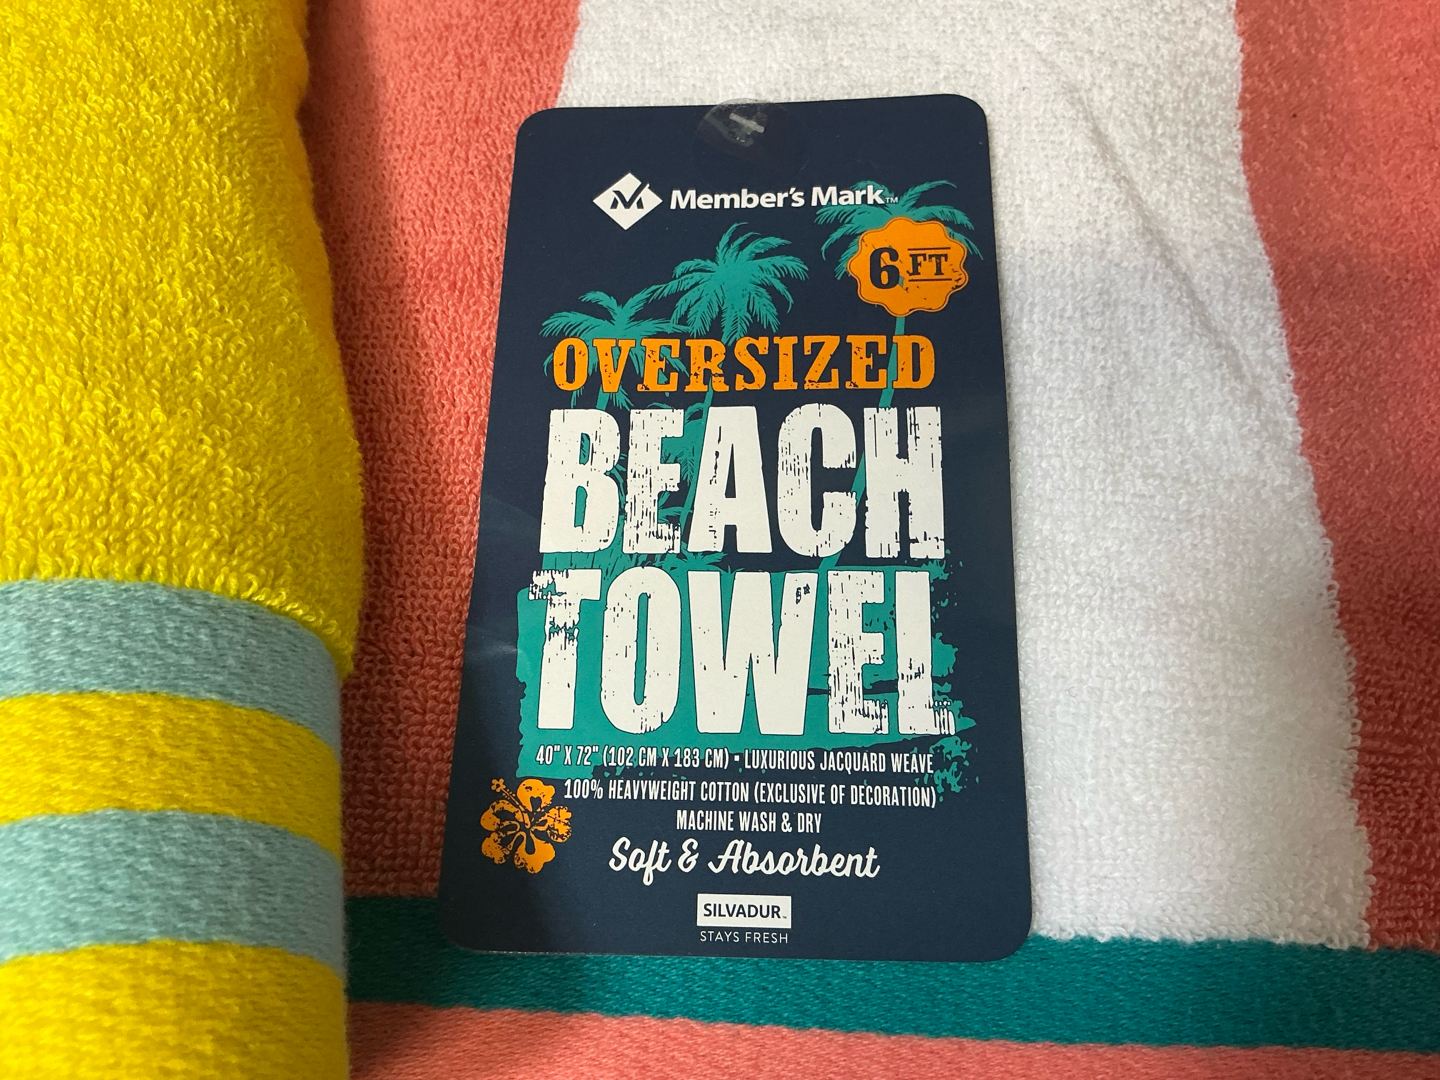 Member's Mark™
6 FT
OVERSIZED
BEACH
TOWEL
40" X 72" (102 CM X 183 CM) • LUXURIOUS JACQUARD WEAVE
100% HEAVYWEIGHT COTTON (EXCLUSIVE OF DECORATION)
MACHINE WASH & DRY
Soft & Absorbent
SILVADUR™
STAYS FRESH